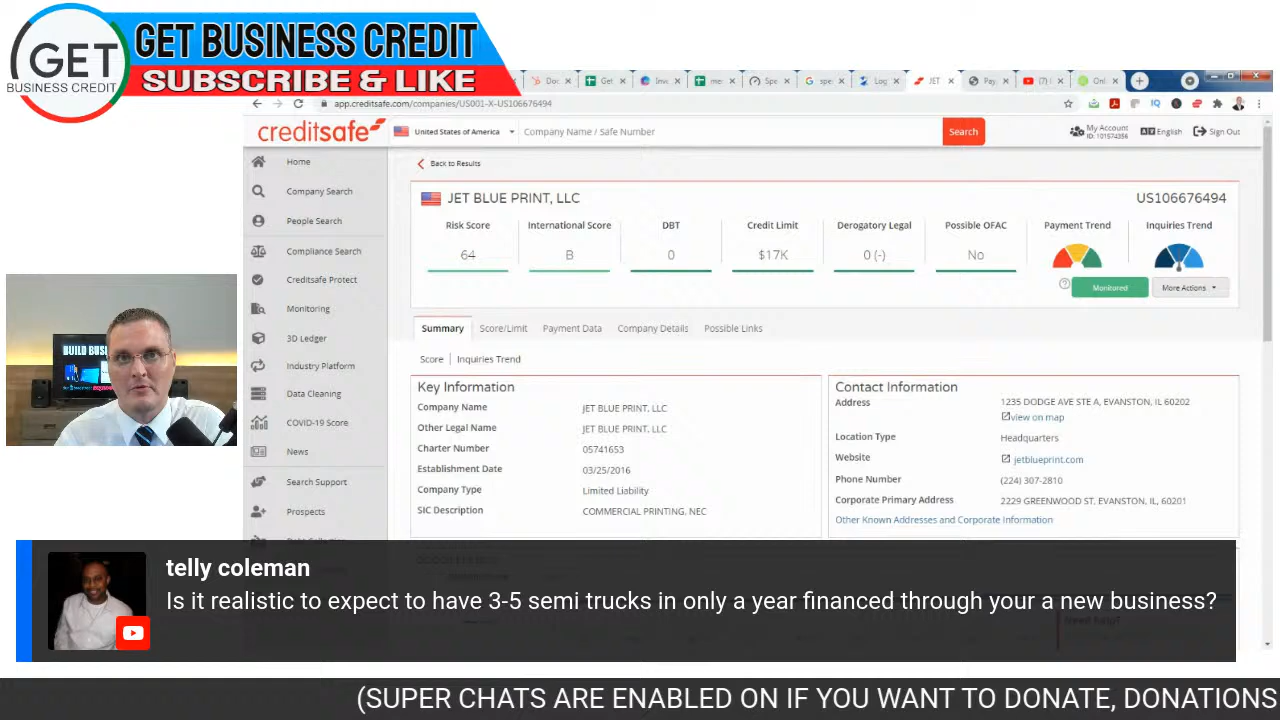 GET
BUSINESS CREDIT
GET BUSINESS CREDIT
SUBSCRIBE & LIKE
Get
JET
app.creditsafe.com/companies/US001-X-US106676494
creditsafe
United States of America
Company Name / Safe Number
Search
My Account
ID: 101574356
English
Sign Out
Home
Company Search
People Search
Compliance Search
Creditsafe Protect
Monitoring
3D Ledger
Industry Platform
Data Cleaning
COVID-19 Score
News
Search Support
Prospects
Back to Results
JET BLUE PRINT, LLC
US106676494
Risk Score
International Score
DBT
Credit Limit
Derogatory Legal
Possible OFAC
Payment Trend
Inquiries Trend
64
B
0
$17K
0 (-)
No
Monitored
More Actions
Summary
Score/Limit
Payment Data
Company Details
Possible Links
Score | Inquiries Trend
Key Information
Company Name JET BLUE PRINT, LLC
Other Legal Name JET BLUE PRINT, LLC
Charter Number 05741653
Establishment Date 03/25/2016
Company Type Limited Liability
SIC Description COMMERCIAL PRINTING, NEC
Contact Information
Address 1235 DODGE AVE STE A, EVANSTON, IL 60202
view on map
Location Type Headquarters
Website jetblueprint.com
Phone Number (224) 307-2810
Corporate Primary Address 2229 GREENWOOD ST, EVANSTON, IL, 60201
Other Known Addresses and Corporate Information
BUILD BUS
Need help?
telly coleman
Is it realistic to expect to have 3-5 semi trucks in only a year financed through your a new business?
(SUPER CHATS ARE ENABLED ON IF YOU WANT TO DONATE, DONATIONS